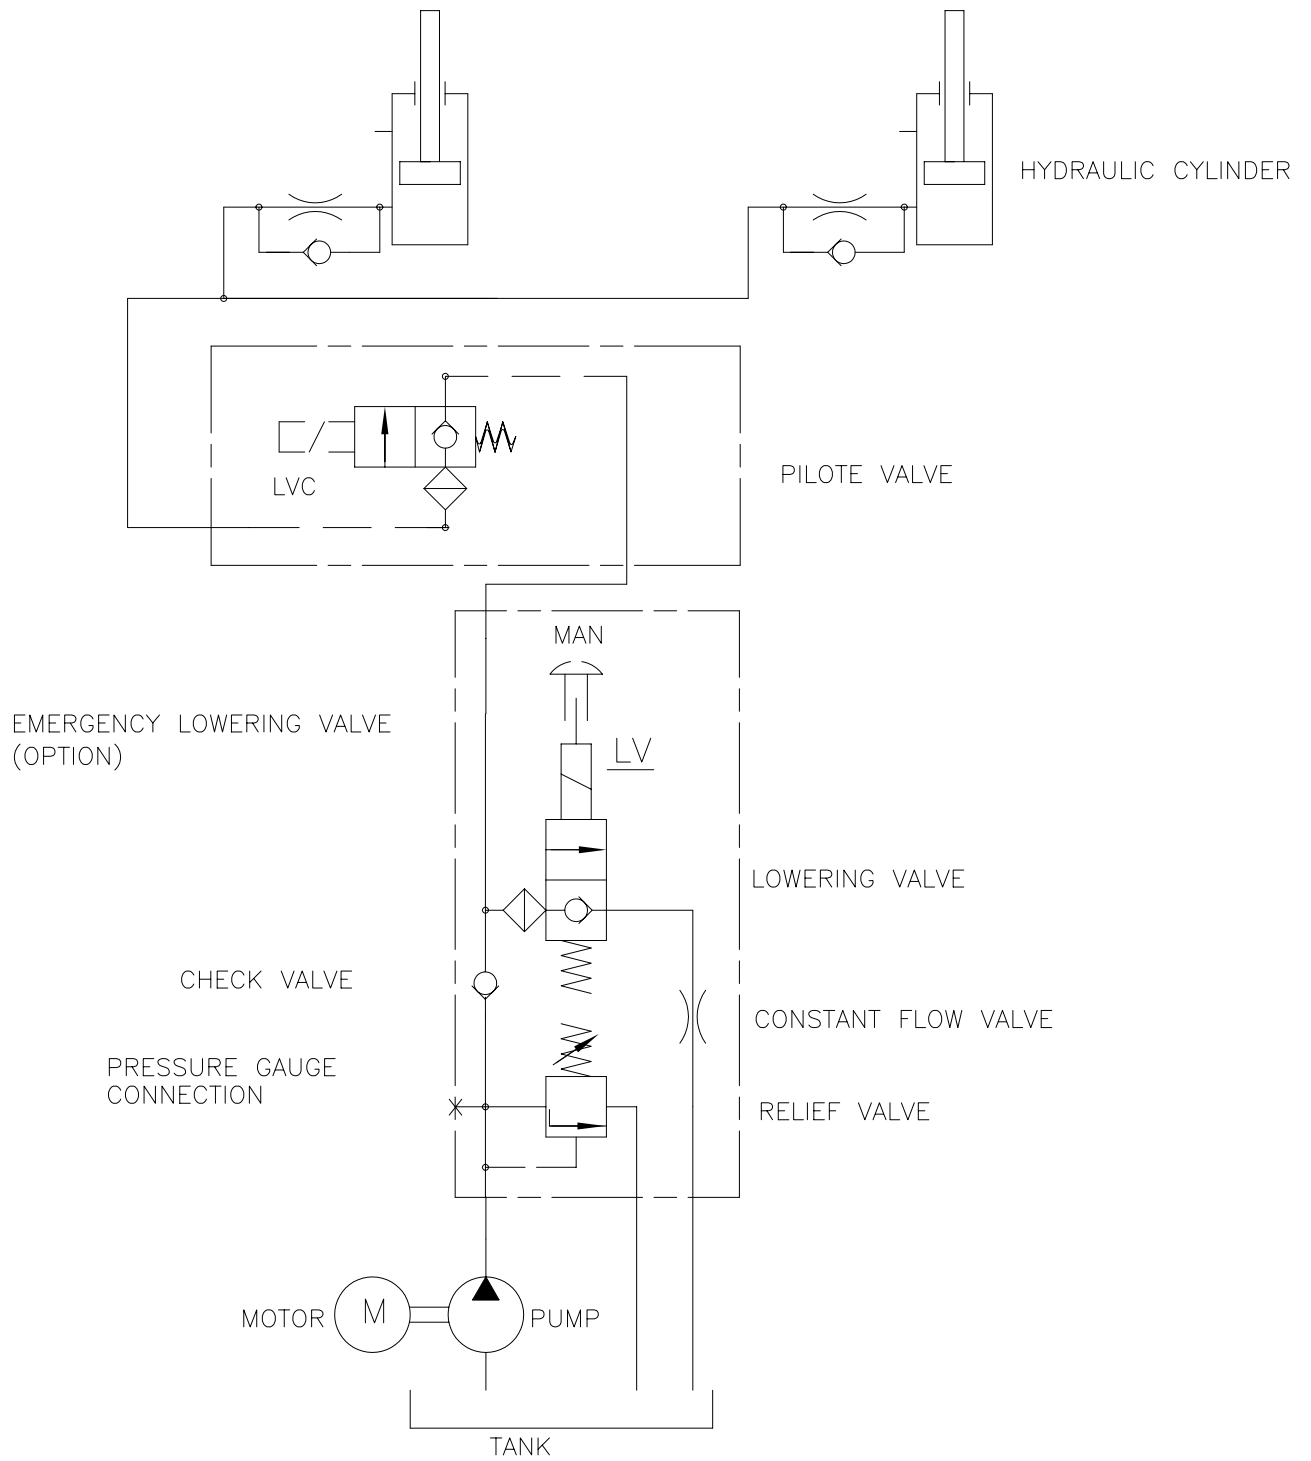 HYDRAULIC CYLINDER
PILOTE VALVE
LVC
MAN
EMERGENCY LOWERING VALVE
(OPTION)
LV
LOWERING VALVE
CHECK VALVE
CONSTANT FLOW VALVE
PRESSURE GAUGE
CONNECTION
RELIEF VALVE
MOTOR
M
PUMP
TANK